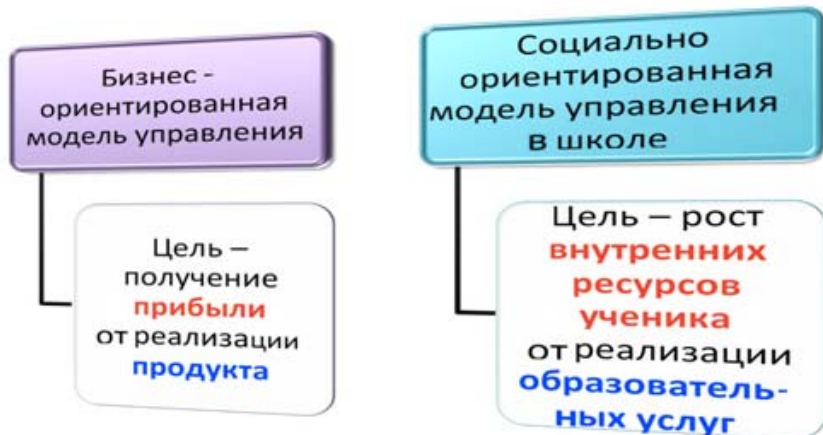 Бизнес -
ориентированная
модель управления
Цель –
получение
прибыли
от реализации
продукта
Социально
ориентированная
модель управления
в школе
Цель – рост
внутренних
ресурсов
ученика
от реализации
образователь-
ных услуг